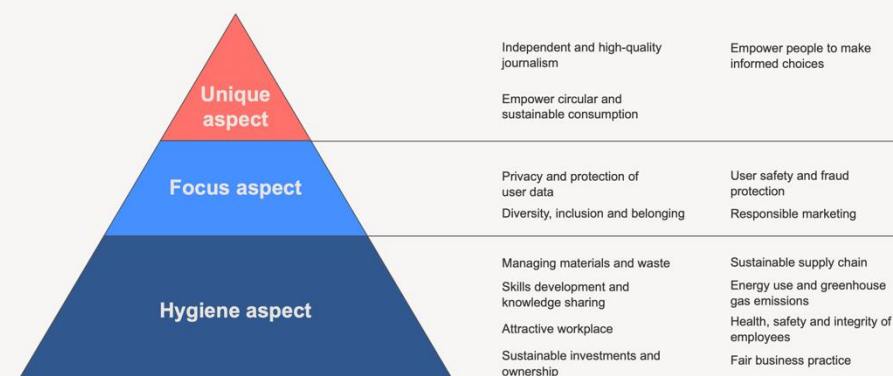 Unique
aspect
Independent and high-quality
journalism
Empower people to make
informed choices
Empower circular and
sustainable consumption
Focus aspect
Privacy and protection of
user data
User safety and fraud
protection
Diversity, inclusion and belonging
Responsible marketing
Hygiene aspect
Managing materials and waste
Sustainable supply chain
Skills development and
knowledge sharing
Energy use and greenhouse
gas emissions
Attractive workplace
Health, safety and integrity of
employees
Sustainable investments and
ownership
Fair business practice